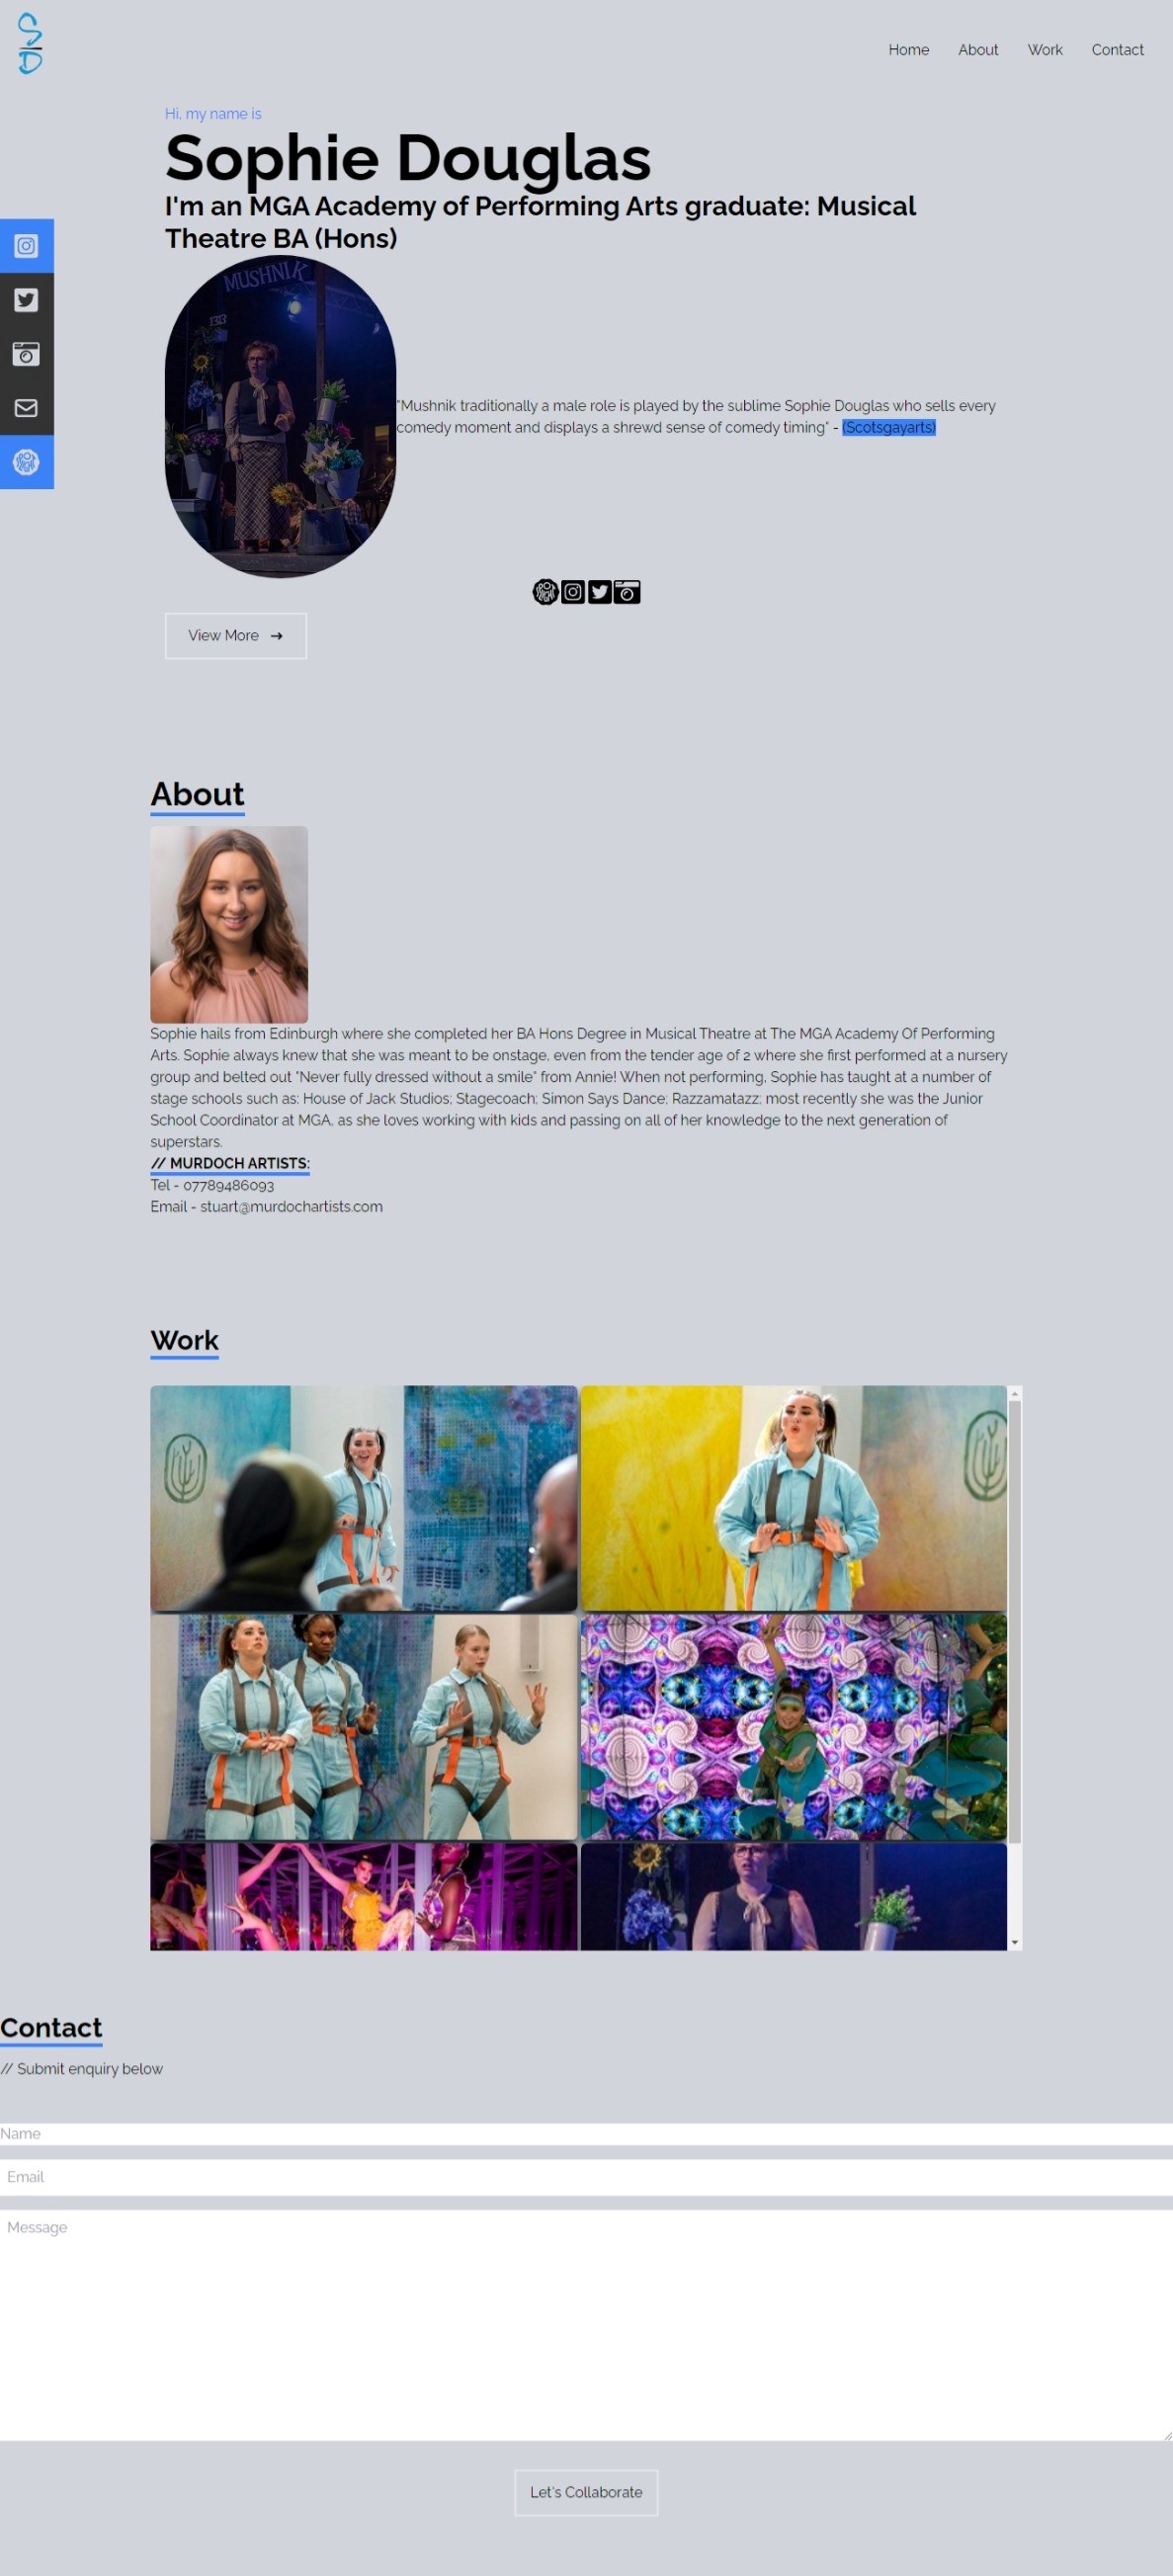 S
D
Home About Work Contact
Hi, my name is
Sophie Douglas
I'm an MGA Academy of Performing Arts graduate: Musical
Theatre BA (Hons)
MUSHNIK
"Mushnik traditionally a male role is played by the sublime Sophie Douglas who sells every
comedy moment and displays a shrewd sense of comedy timing" - (Scotsgayarts)
View More
About
Sophie hails from Edinburgh where she completed her BA Hons Degree in Musical Theatre at The MGA Academy Of Performing
Arts. Sophie always knew that she was meant to be onstage, even from the tender age of 2 where she first performed at a nursery
group and belted out "Never fully dressed without a smile" from Annie! When not performing, Sophie has taught at a number of
stage schools such as: House of Jack Studios; Stagecoach; Simon Says Dance; Razzamatazz; most recently she was the Junior
School Coordinator at MGA, as she loves working with kids and passing on all of her knowledge to the next generation of
superstars.
// MURDOCH ARTISTS:
Tel - 07789486093
Email - stuart@murdochartists.com
Work
Contact
// Submit enquiry below
Name
Email
Message
Let's Collaborate